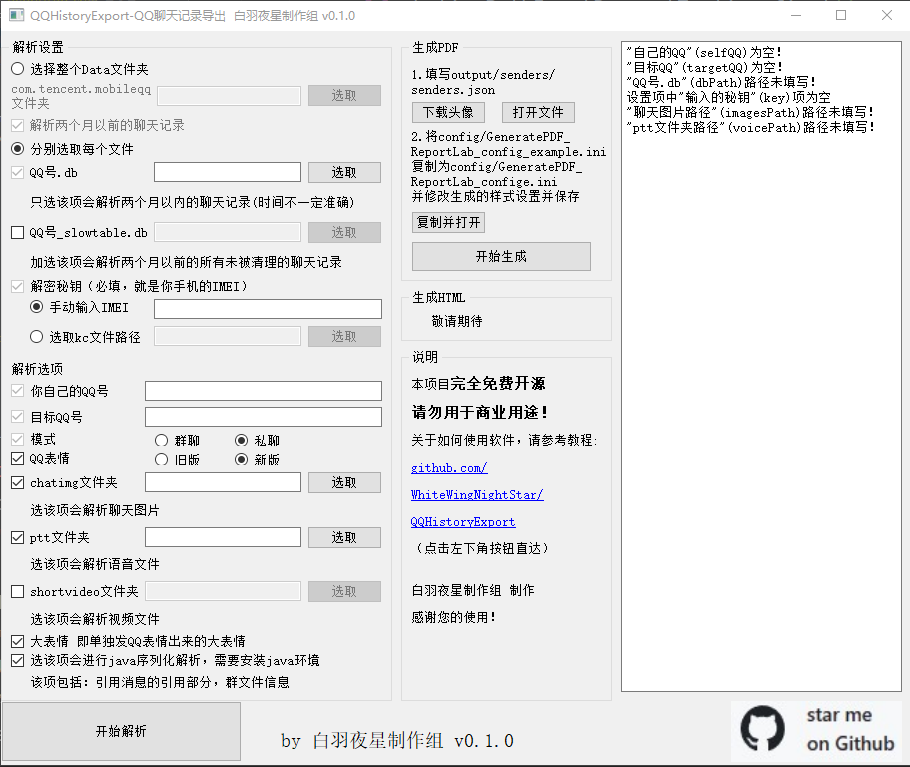 QQHistoryExport-QQ聊天记录导出  白羽夜星制作组 v0.1.0
解析设置
选择整个Data文件夹
com.tencent.mobileqq
文件夹
选取
解析两个月以前的聊天记录
分别选取每个文件
QQ号.db
选取
只选该项会解析两个月以内的聊天记录(时间不一定准确)
QQ号_slowtable.db
选取
加选该项会解析两个月以前的所有未被清理的聊天记录
解密秘钥（必填，就是你手机的IMEI）
手动输入IMEI
选取kc文件路径
选取
解析选项
你自己的QQ号
目标QQ号
模式
群聊
私聊
QQ表情
旧版
新版
chatimg文件夹
选取
选该项会解析聊天图片
ptt文件夹
选取
选该项会解析语音文件
shortvideo文件夹
选取
选该项会解析视频文件
大表情 即单独发QQ表情出来的大表情
选该项会进行java序列化解析，需要安装java环境
该项包括：引用消息的引用部分，群文件信息
开始解析
生成PDF
1.填写output/senders/
senders.json
下载头像
打开文件
2.将config/GeneratePDF_
ReportLab_config_example.ini
复制为config/GeneratePDF_
ReportLab_confige.ini
并修改生成的样式设置并保存
复制并打开
开始生成
生成HTML
敬请期待
说明
本项目完全免费开源
请勿用于商业用途！
关于如何使用软件，请参考教程:
github.com/
WhiteWingNightStar/
QQHistoryExport
（点击左下角按钮直达）
白羽夜星制作组 制作
感谢您的使用！
"自己的QQ"(selfQQ)为空！
"目标QQ"(targetQQ)为空！
"QQ号.db"(dbPath)路径未填写！
设置项中"输入的秘钥"(key)项为空
"聊天图片路径"(imagesPath)路径未填写！
"ptt文件夹路径"(voicePath)路径未填写！
by 白羽夜星制作组 v0.1.0
star me
on Github